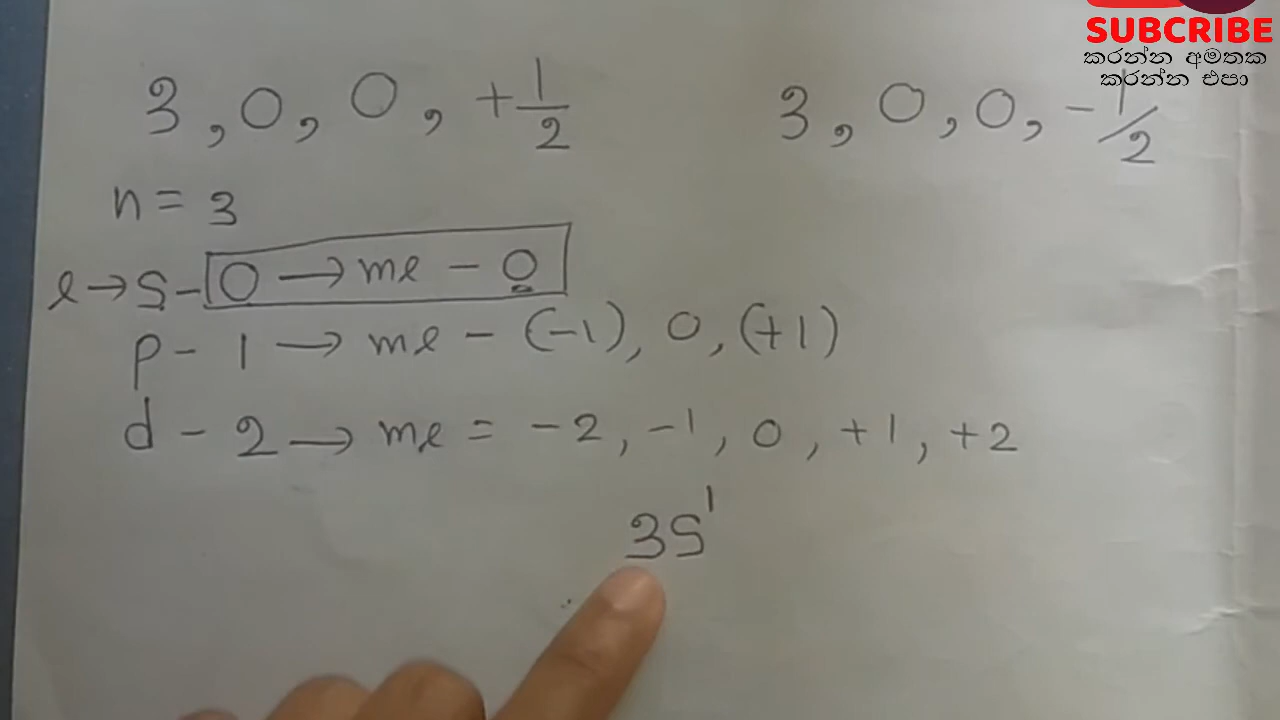 SUBCRIBE
කරන්න අමතක
කරන්න එපා
3, 0, 0, +1/2
3, 0, 0, -1/2
n = 3
l → S - 0 → ml - 0
p - 1 → ml - (-1), 0, (+1)
d - 2 → ml = -2, -1, 0, +1, +2
3S¹